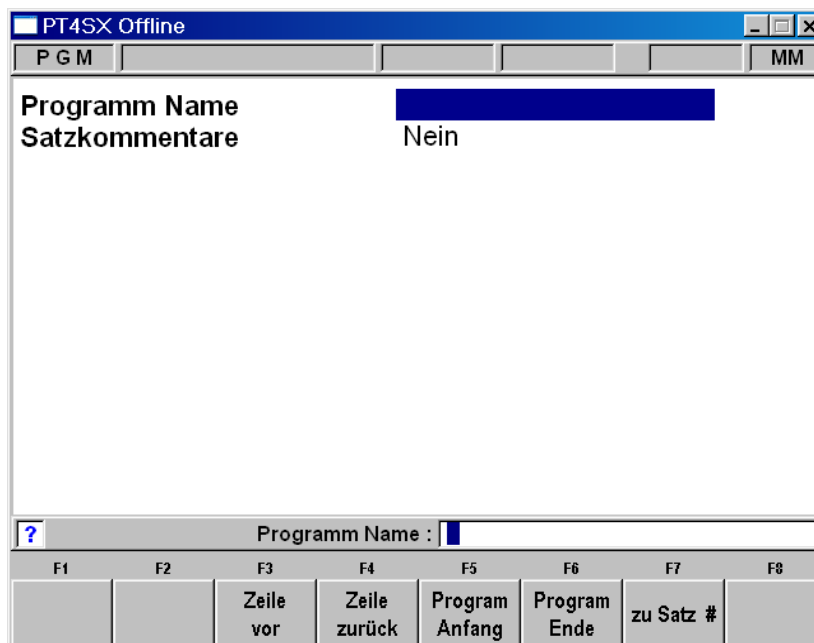 PT4SX Offline
P G M MM
Programm Name
Satzkommentare Nein
? Programm Name :
F1 F2 F3 F4 F5 F6 F7 F8
Zeile Zeile Program Program zu Satz #
vor zurück Anfang Ende